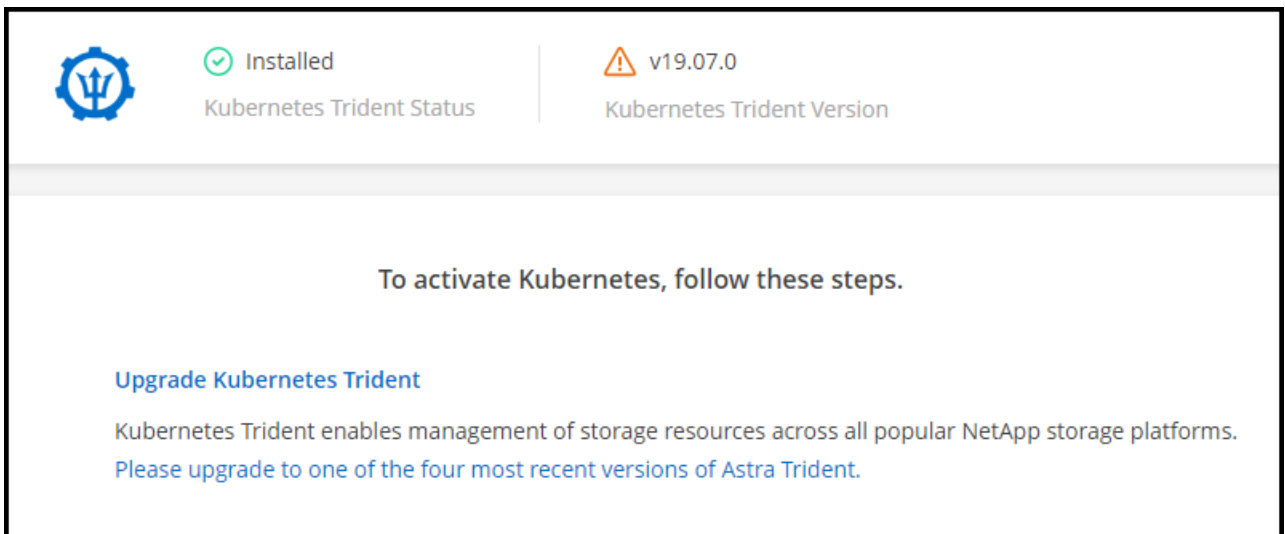 Installed
v19.07.0
Kubernetes Trident Status
Kubernetes Trident Version
To activate Kubernetes, follow these steps.
Upgrade Kubernetes Trident
Kubernetes Trident enables management of storage resources across all popular NetApp storage platforms.
Please upgrade to one of the four most recent versions of Astra Trident.